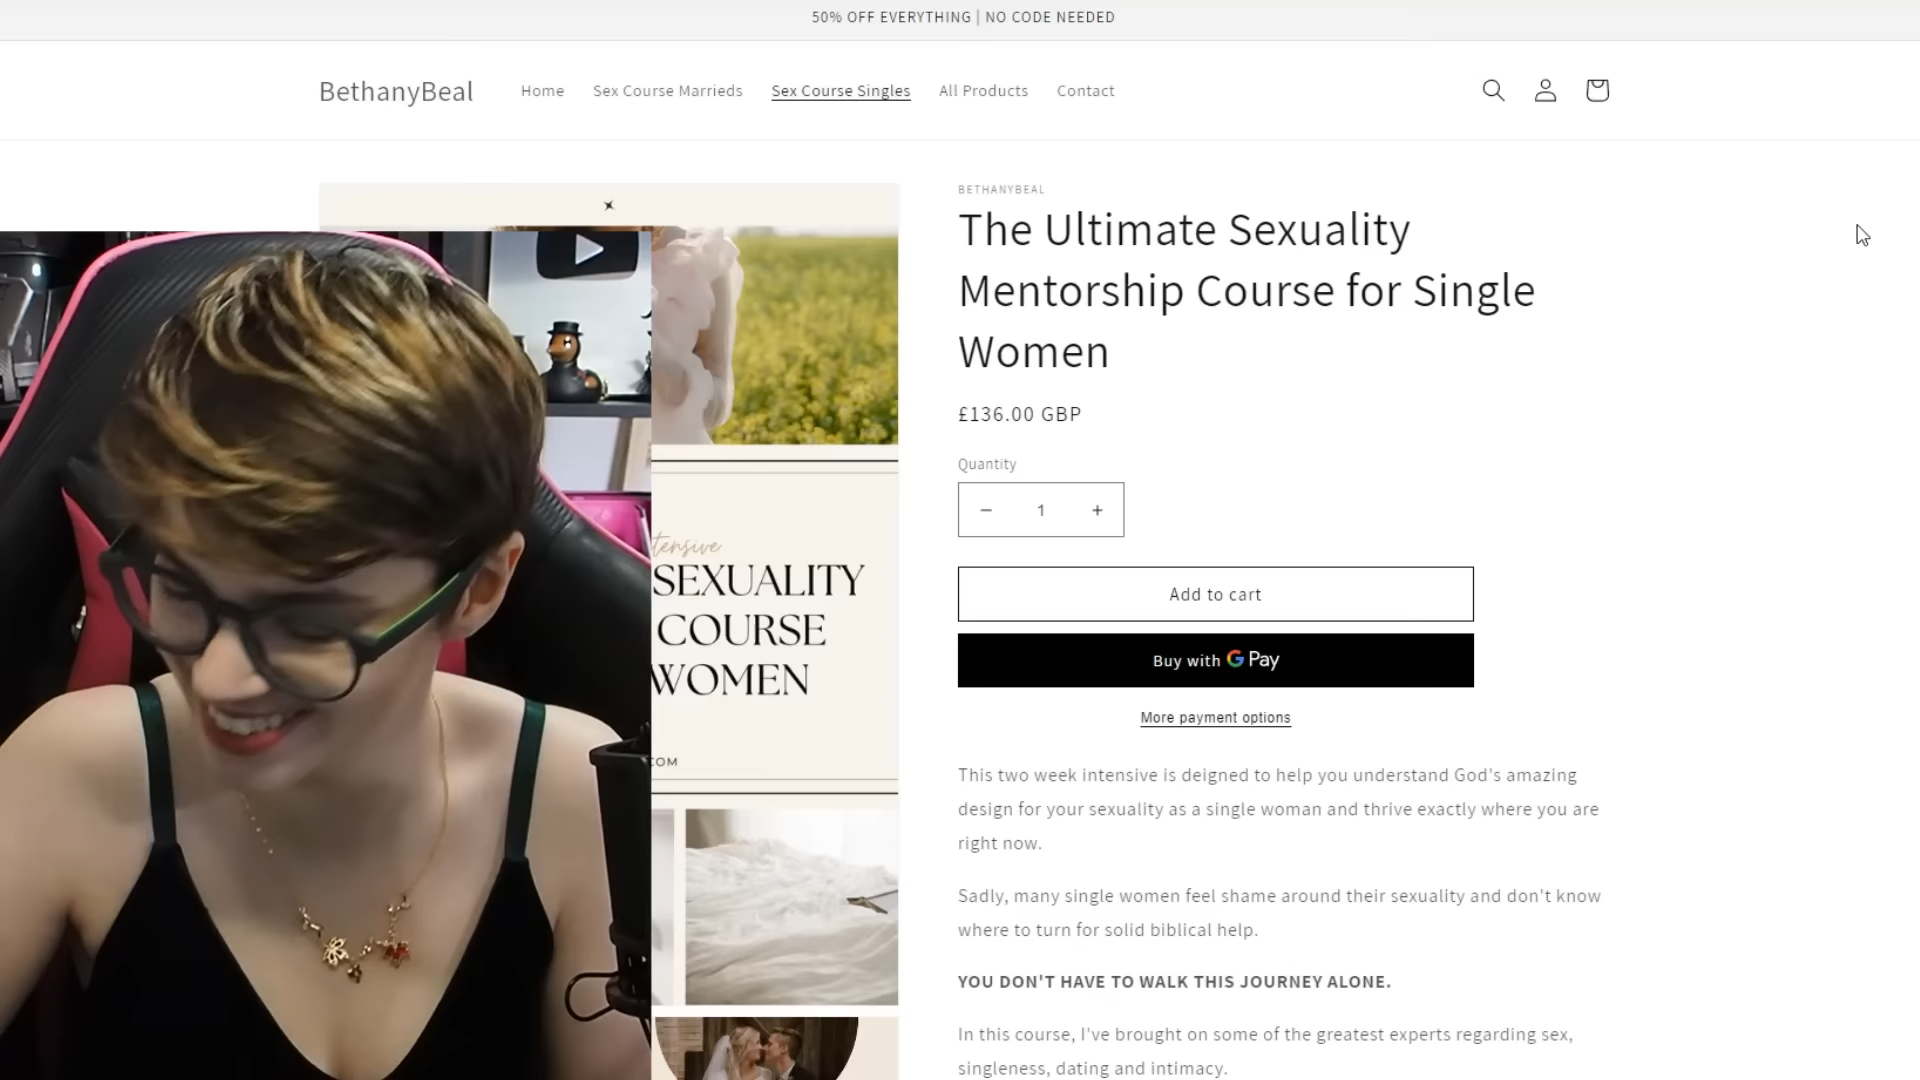 50% OFF EVERYTHING | NO CODE NEEDED
BethanyBeal
Home Sex Course Marrieds Sex Course Singles All Products Contact
BETHANYBEAL
The Ultimate Sexuality
Mentorship Course for Single
Women
£136.00 GBP
Quantity
− 1 +
Add to cart
Buy with G Pay
More payment options
This two week intensive is deigned to help you understand God's amazing
design for your sexuality as a single woman and thrive exactly where you are
right now.
Sadly, many single women feel shame around their sexuality and don't know
where to turn for solid biblical help.
YOU DON'T HAVE TO WALK THIS JOURNEY ALONE.
In this course, I've brought on some of the greatest experts regarding sex,
singleness, dating and intimacy.
tensive
SEXUALITY
COURSE
WOMEN
COM